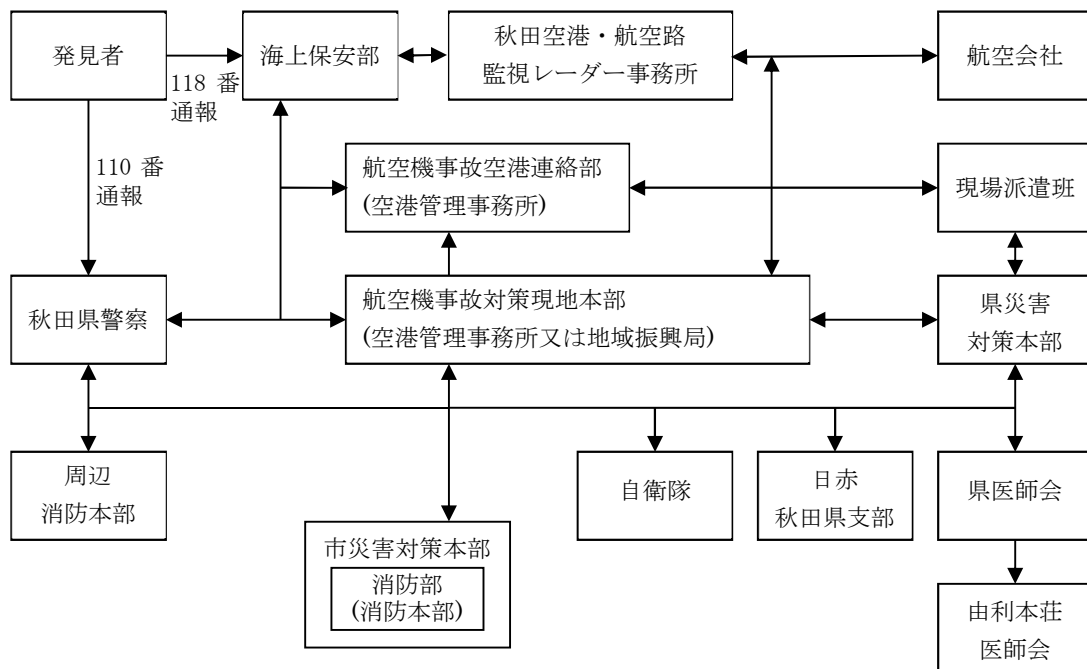 発見者
海上保安部
秋田空港・航空路
監視レーダー事務所
航空会社
118 番
通報
110 番
通報
航空機事故空港連絡部
(空港管理事務所)
現場派遣班
秋田県警察
航空機事故対策現地本部
(空港管理事務所又は地域振興局)
県災害
対策本部
周辺
消防本部
自衛隊
日赤
秋田県支部
県医師会
市災害対策本部
消防部
(消防本部)
由利本荘
医師会